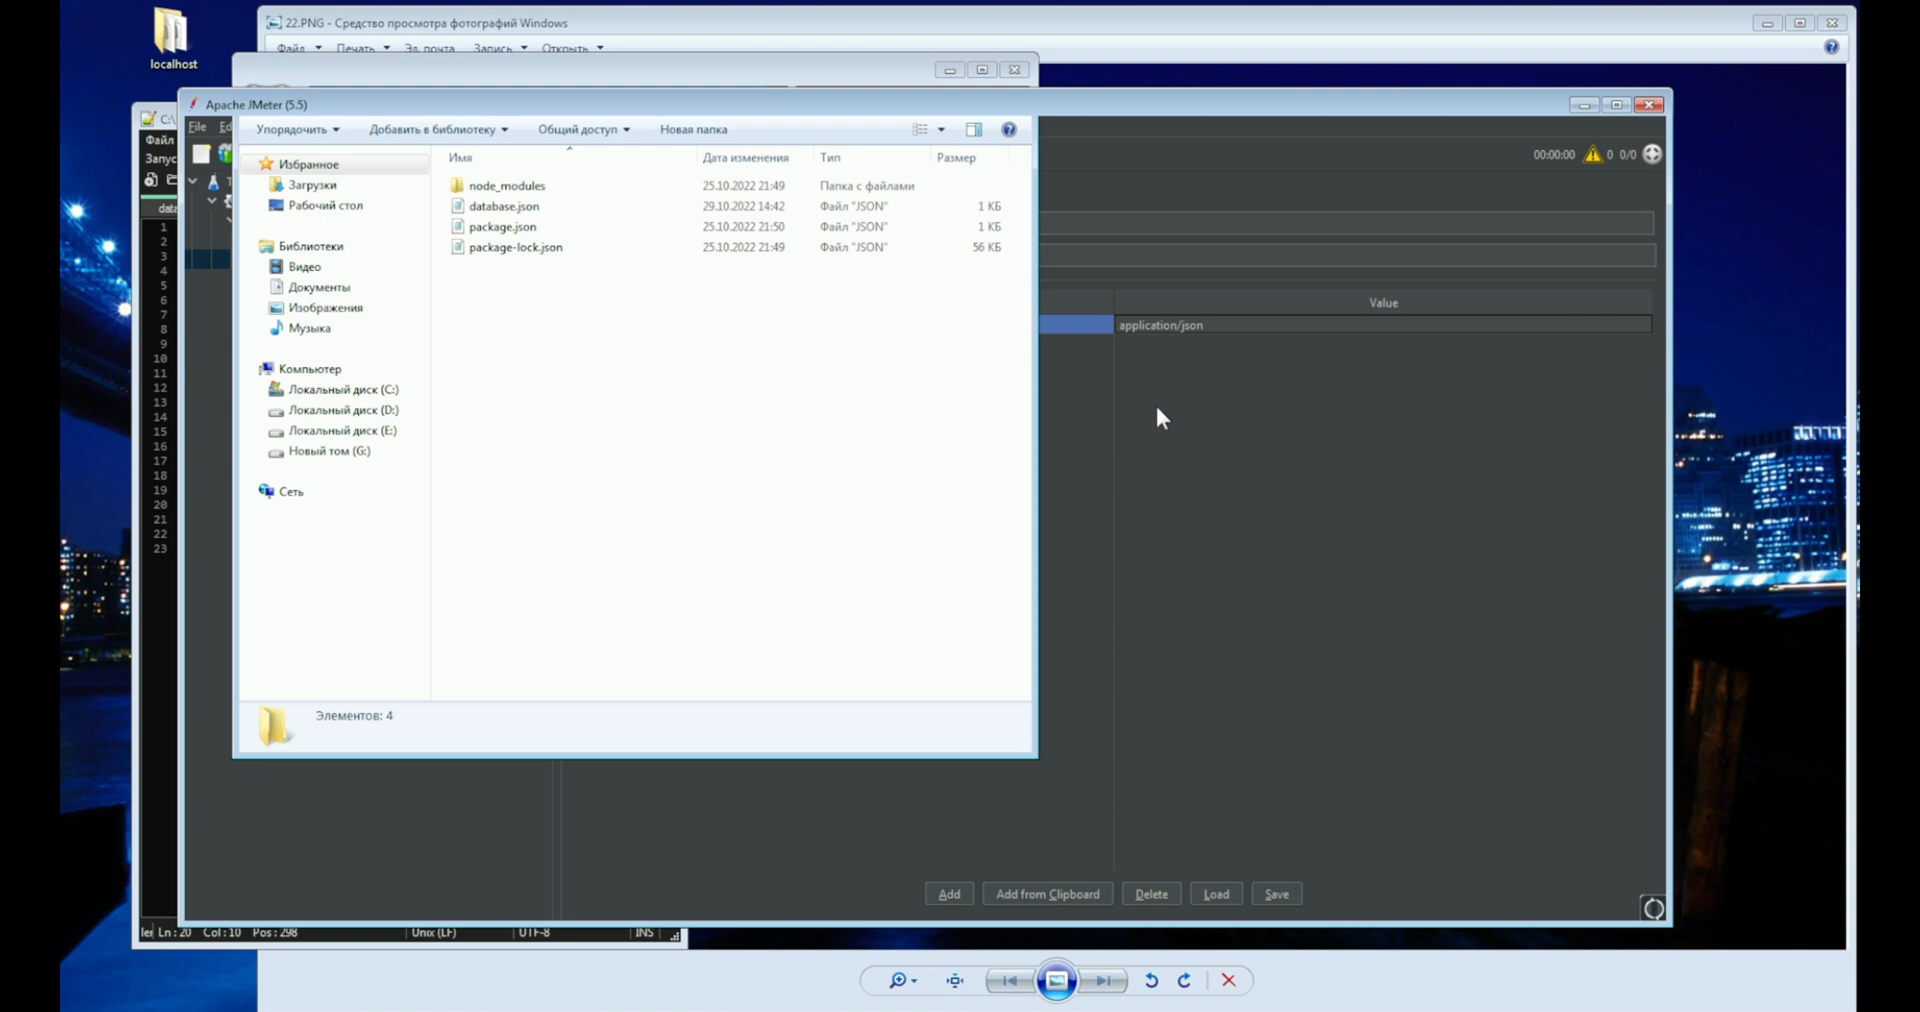 localhost
22.PNG - Средство просмотра фотографий Windows
Файл Печать Эл. почта Запись Открыть
Apache JMeter (5.5)
C:\
File Ed
Упорядочить Добавить в библиотеку Общий доступ Новая папка
Файл
Запус
00:00:00 0 0/0
Имя Дата изменения Тип Размер
Избранное
Загрузки
Рабочий стол
node_modules 25.10.2022 21:49 Папка с файлами
database.json 29.10.2022 14:42 Файл "JSON" 1 КБ
package.json 25.10.2022 21:50 Файл "JSON" 1 КБ
package-lock.json 25.10.2022 21:49 Файл "JSON" 56 КБ
data
Библиотеки
Видео
Документы
Изображения
Музыка
Компьютер
Локальный диск (C:)
Локальный диск (D:)
Локальный диск (E:)
Новый том (G:)
Сеть
Value
application/json
1
2
3
4
5
6
7
8
9
10
11
12
13
14
15
16
17
18
19
20
21
22
23
Элементов: 4
Add Add from Clipboard Delete Load Save
Ln : 20 Col : 10 Pos : 298 Unix (LF) UTF-8 INS